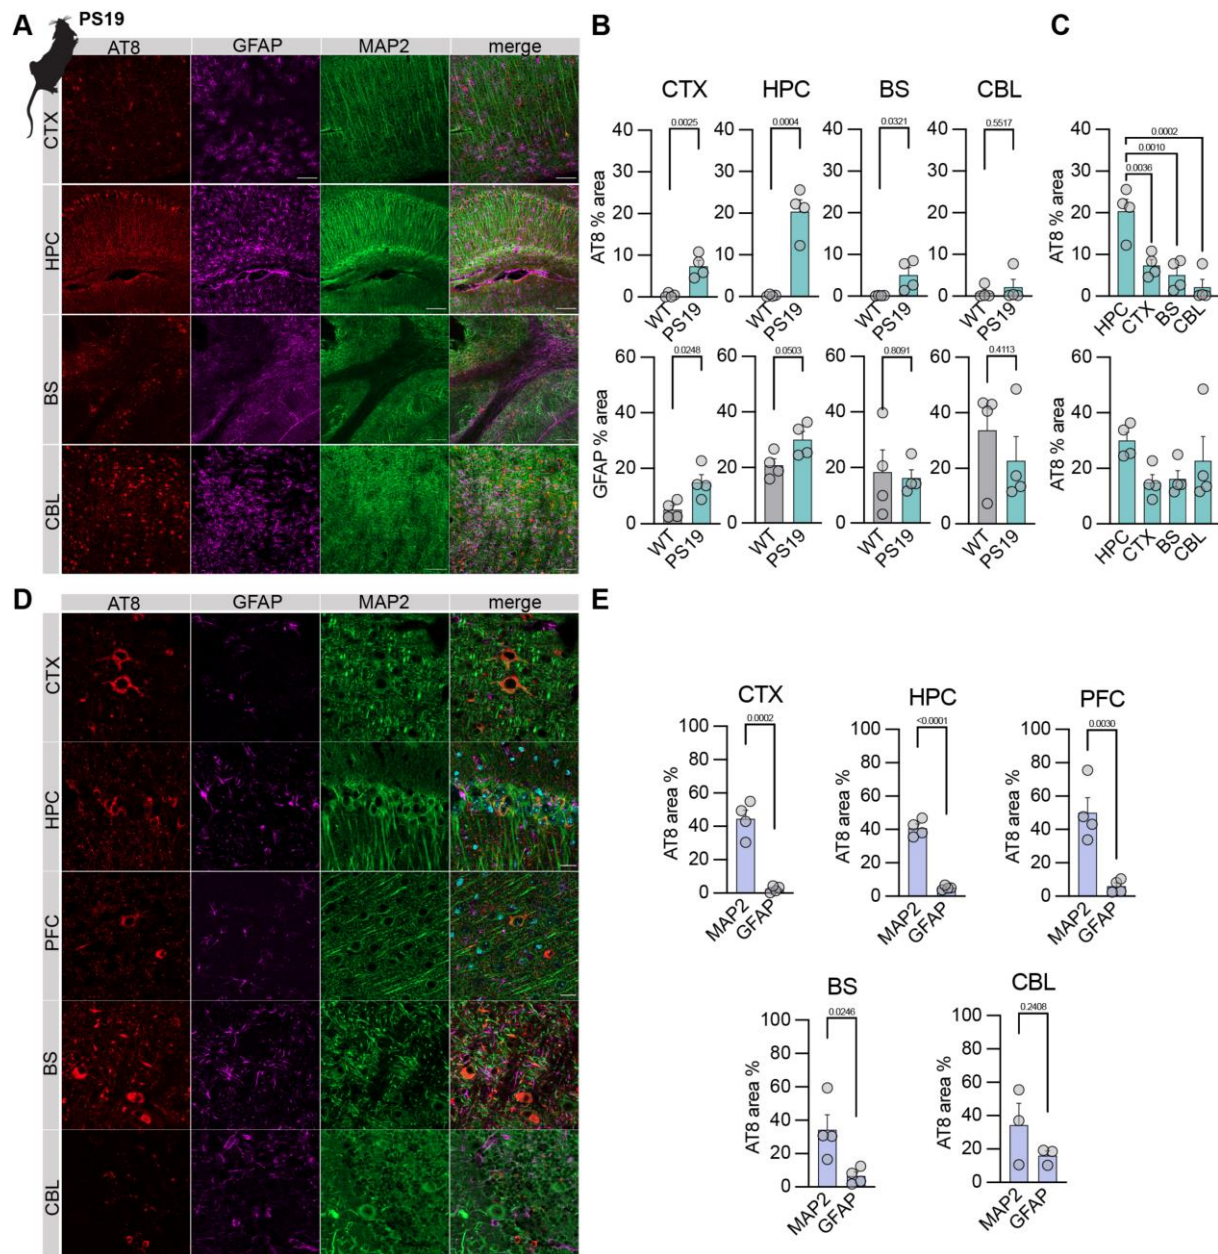 A
PS19
AT8 GFAP MAP2 merge
CTX
HPC
BS
CBL
B
CTX HPC BS CBL
0.0025
0.0004
0.0321
0.5517
AT8 % area
40
30
20
10
0
40
30
20
10
0
40
30
20
10
0
40
30
20
10
0
WT PS19 WT PS19 WT PS19 WT PS19
0.0248
0.0503
0.8091
0.4113
GFAP % area
60
40
20
0
60
40
20
0
60
40
20
0
60
40
20
0
WT PS19 WT PS19 WT PS19 WT PS19
C
0.0002
0.0010
0.0036
AT8 % area
40
30
20
10
0
HPC CTX BS CBL
AT8 % area
60
40
20
0
HPC CTX BS CBL
D
AT8 GFAP MAP2 merge
CTX
HPC
PFC
BS
CBL
E
CTX
0.0002
AT8 area %
100
80
60
40
20
0
MAP2 GFAP
HPC
<0.0001
AT8 area %
100
80
60
40
20
0
MAP2 GFAP
PFC
0.0030
AT8 area %
100
80
60
40
20
0
MAP2 GFAP
BS
0.0246
AT8 area %
100
80
60
40
20
0
MAP2 GFAP
CBL
0.2408
AT8 area %
100
80
60
40
20
0
MAP2 GFAP